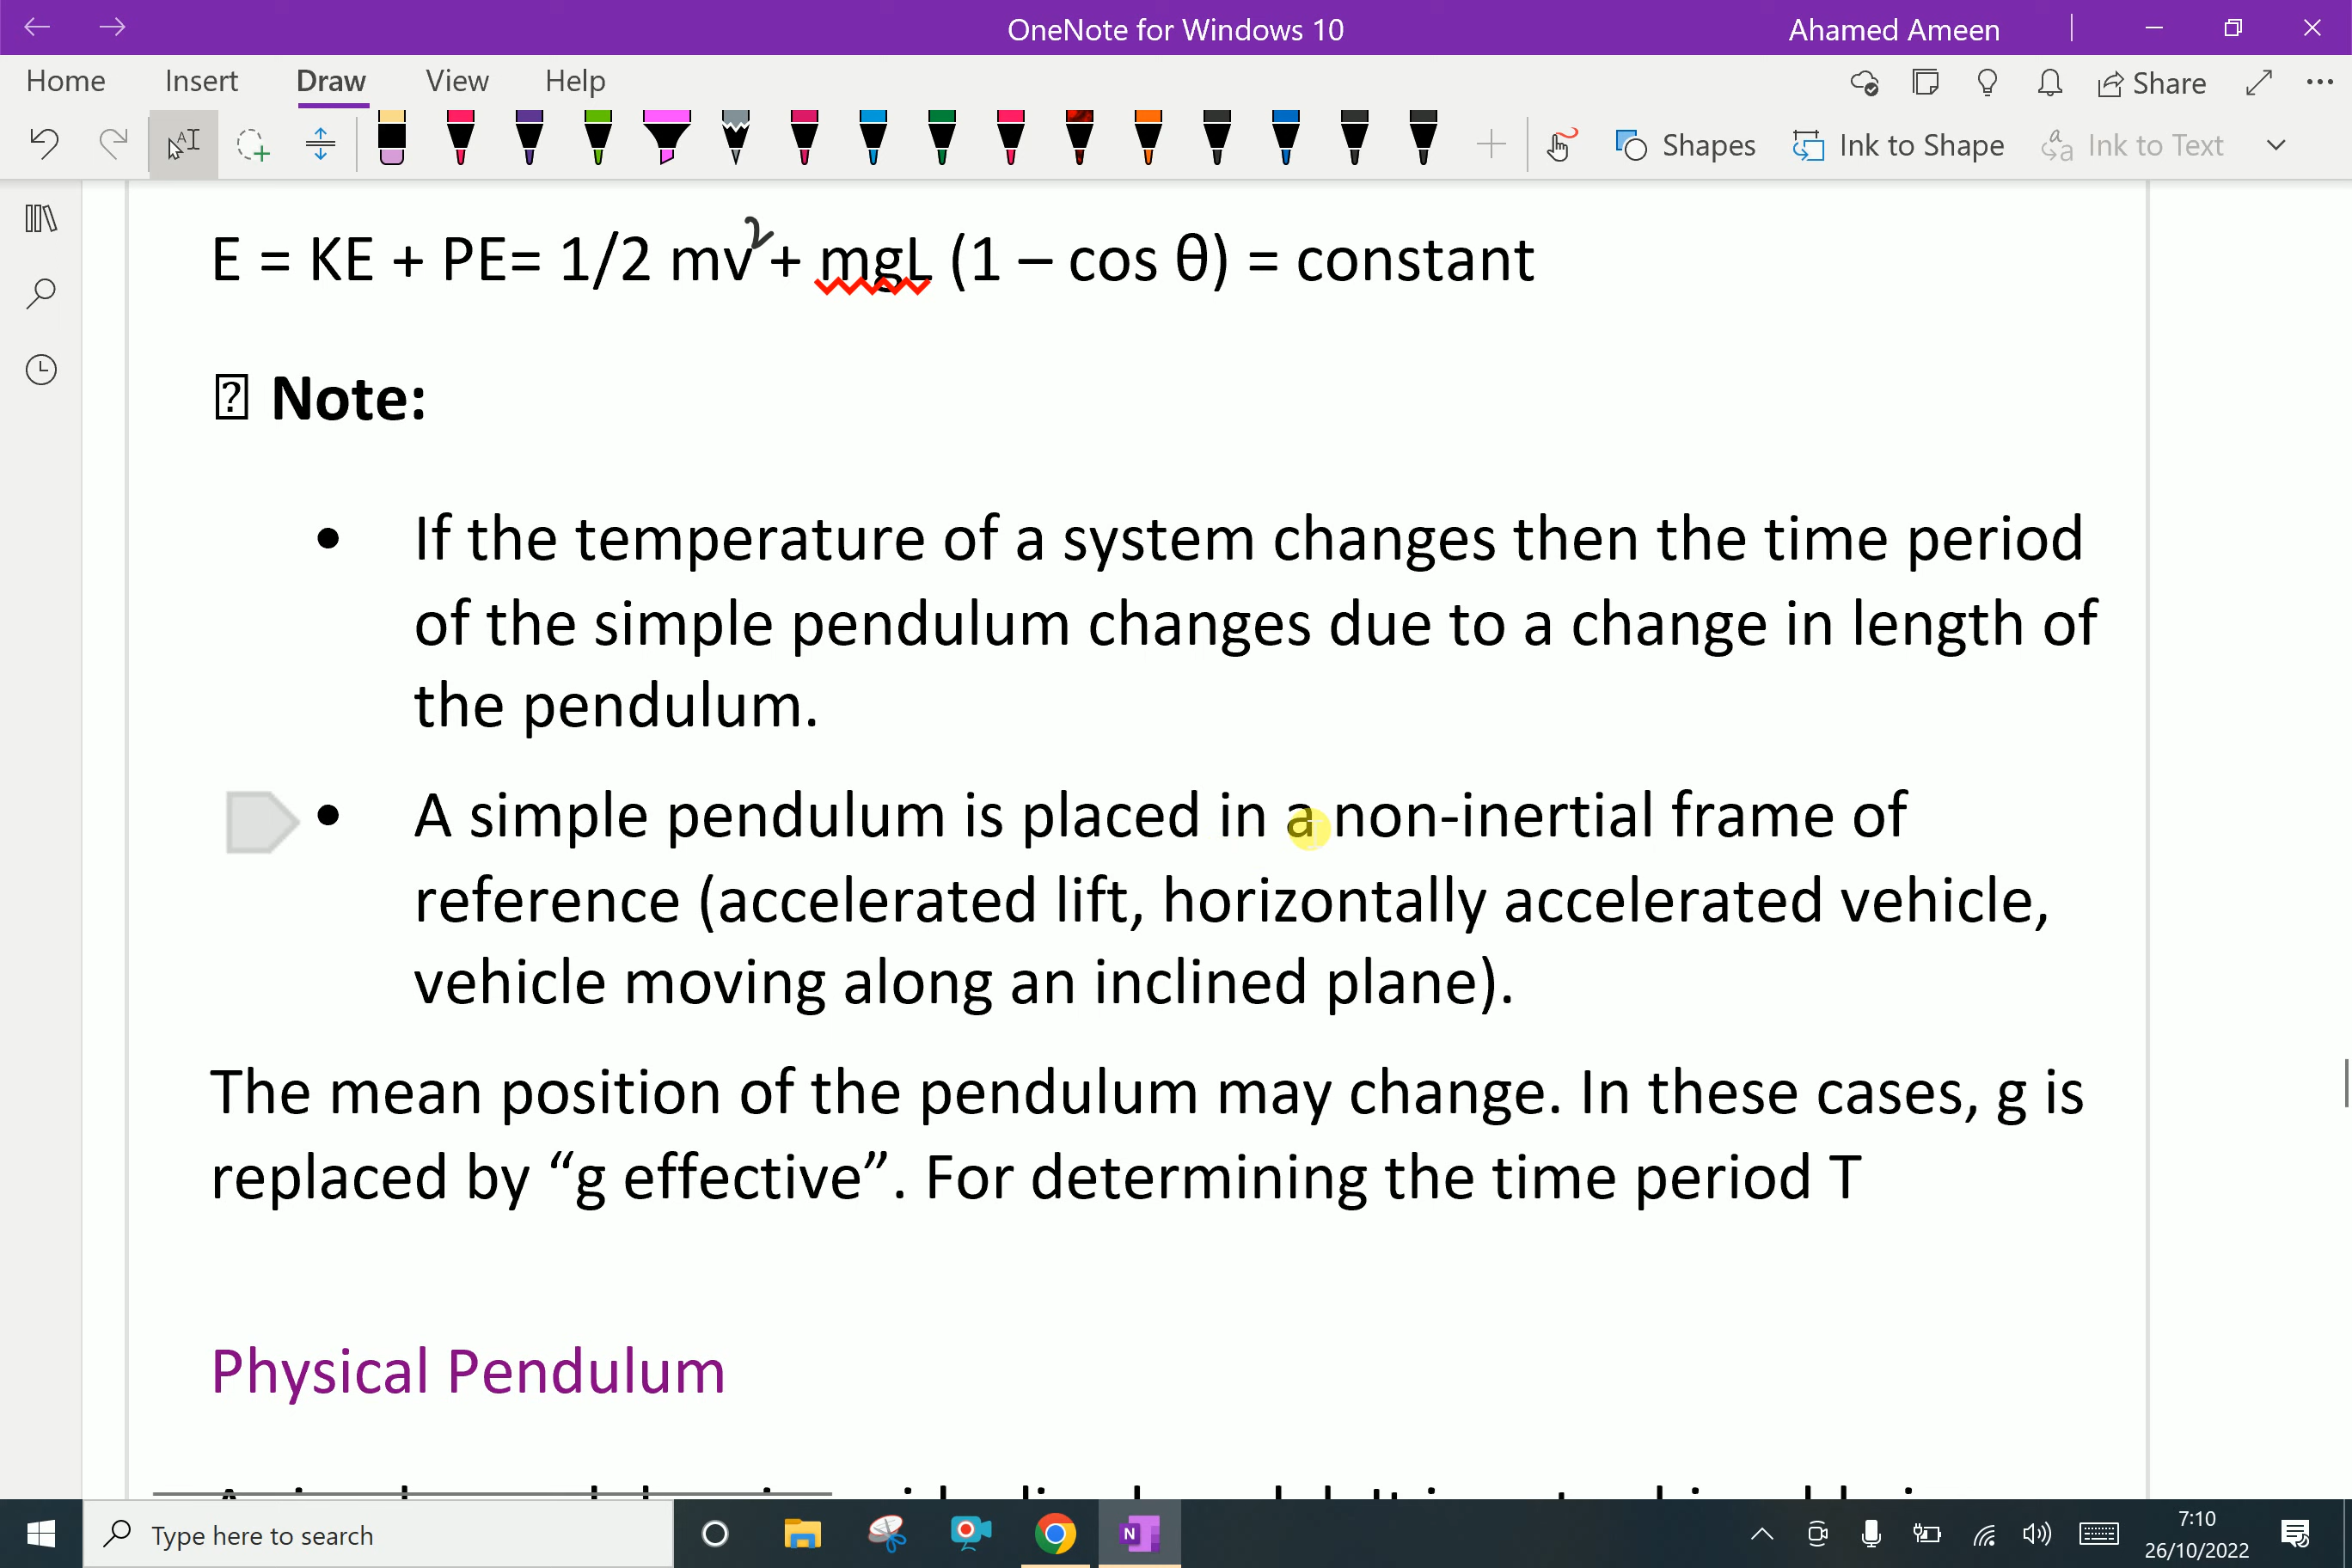 OneNote for Windows 10
Ahamed Ameen
Home Insert Draw View Help
Share
Shapes Ink to Shape Ink to Text
E = KE + PE= 1/2 mv²+ mgL (1 – cos θ) = constant
Note:
• If the temperature of a system changes then the time period
of the simple pendulum changes due to a change in length of
the pendulum.
• A simple pendulum is placed in a non-inertial frame of
reference (accelerated lift, horizontally accelerated vehicle,
vehicle moving along an inclined plane).
The mean position of the pendulum may change. In these cases, g is
replaced by “g effective”. For determining the time period T
Physical Pendulum
Type here to search
7:10
26/10/2022